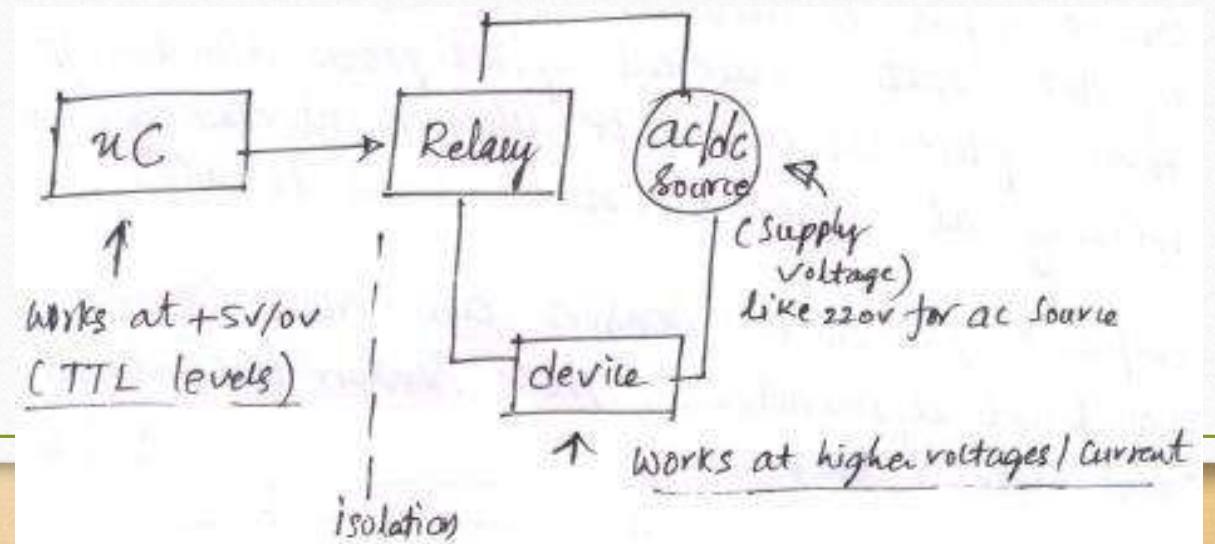 uC
Relay
ac/dc
Source
(Supply
voltage)
like 220v for ac source
works at +5v/0v
(TTL levels)
device
works at higher voltages/current
isolation